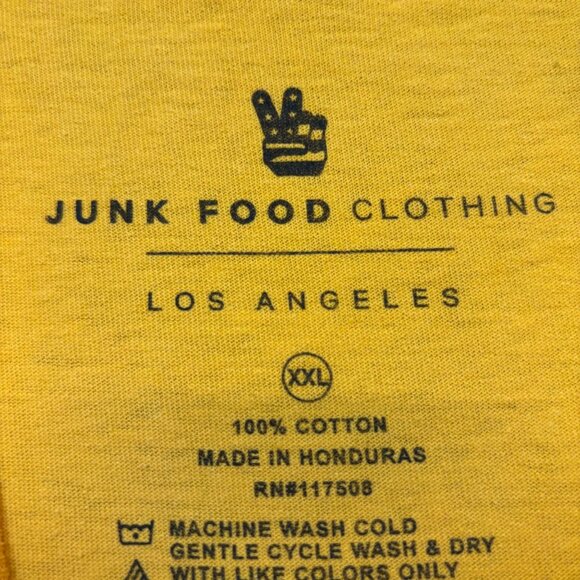 JUNK FOOD CLOTHING
LOS ANGELES
XXL
100% COTTON
MADE IN HONDURAS
RN#117508
MACHINE WASH COLD
GENTLE CYCLE WASH & DRY
WITH LIKE COLORS ONLY